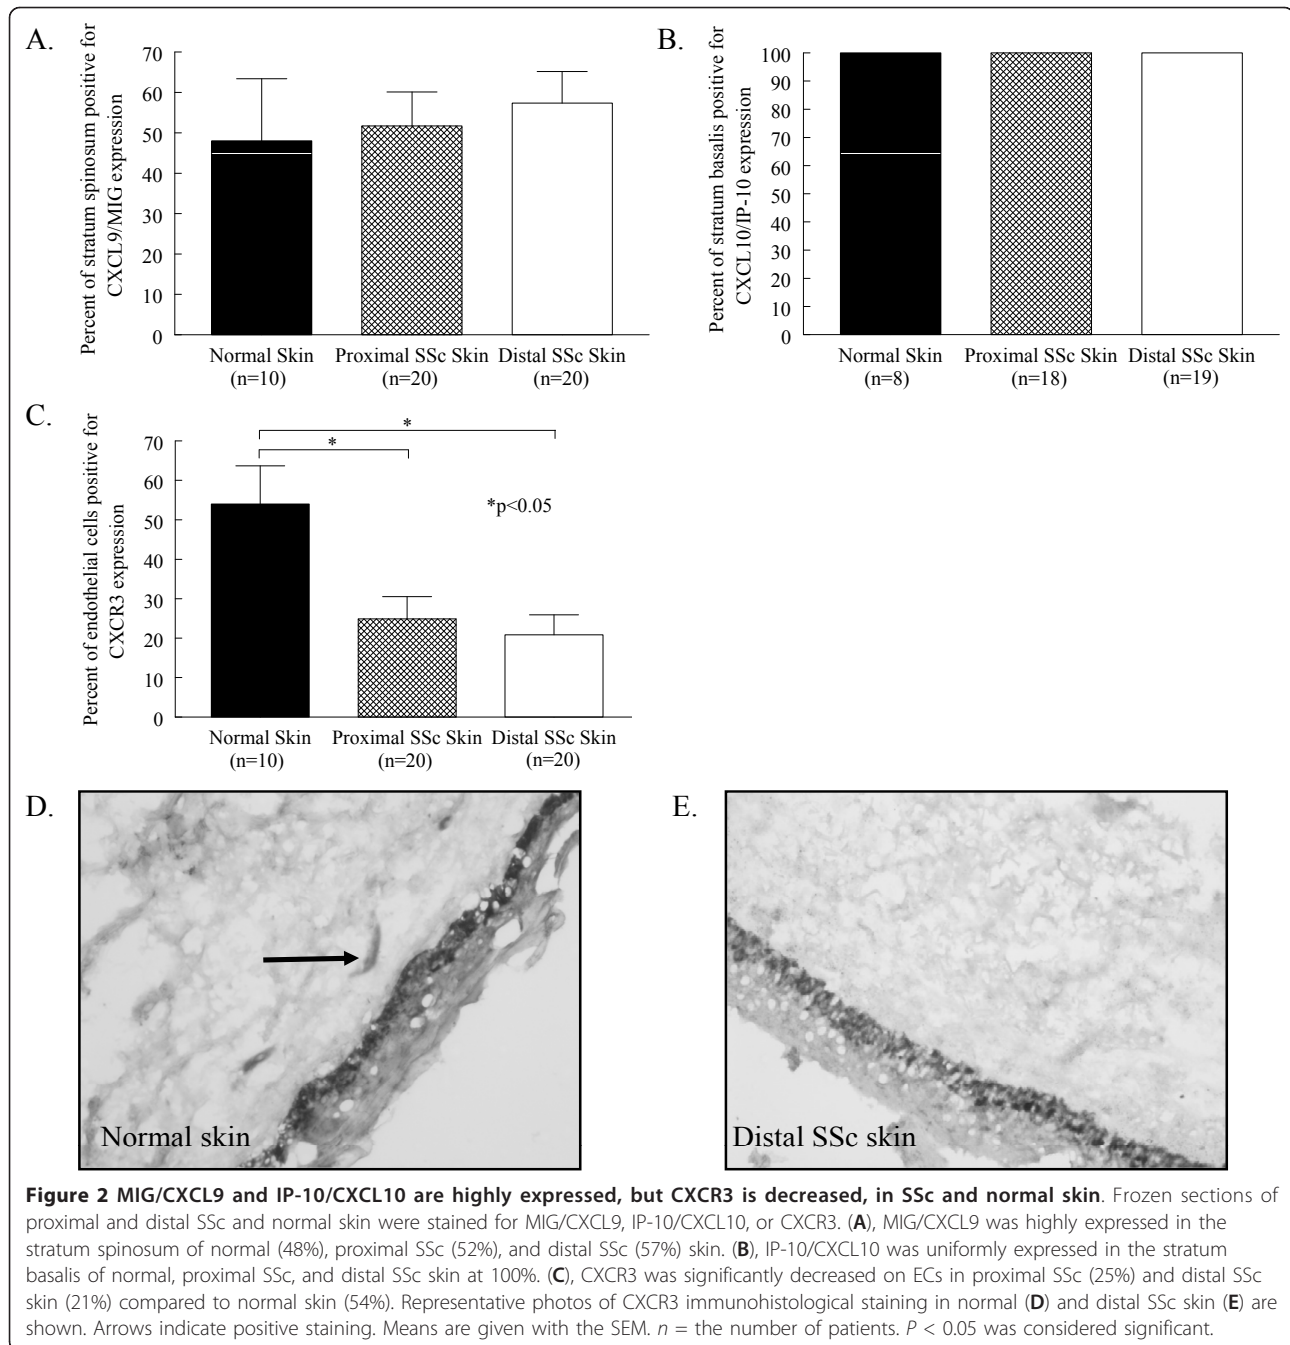 A.
Percent of stratum spinosum positive for
CXCL9/MIG expression
70
60
50
40
30
20
10
0
Normal Skin
(n=10)
Proximal SSc Skin
(n=20)
Distal SSc Skin
(n=20)
B.
Percent of stratum basalis positive for
CXCL10/IP-10 expression
100
90
80
70
60
50
40
30
20
10
0
Normal Skin
(n=8)
Proximal SSc Skin
(n=18)
Distal SSc Skin
(n=19)
C.
Percent of endothelial cells positive for
CXCR3 expression
70
60
50
40
30
20
10
0
*
*
*p<0.05
Normal Skin
(n=10)
Proximal SSc Skin
(n=20)
Distal SSc Skin
(n=20)
D.
Normal skin
E.
Distal SSc skin
Figure 2 MIG/CXCL9 and IP-10/CXCL10 are highly expressed, but CXCR3 is decreased, in SSc and normal skin. Frozen sections of
proximal and distal SSc and normal skin were stained for MIG/CXCL9, IP-10/CXCL10, or CXCR3. (A), MIG/CXCL9 was highly expressed in the
stratum spinosum of normal (48%), proximal SSc (52%), and distal SSc (57%) skin. (B), IP-10/CXCL10 was uniformly expressed in the stratum
basalis of normal, proximal SSc, and distal SSc skin at 100%. (C), CXCR3 was significantly decreased on ECs in proximal SSc (25%) and distal SSc
skin (21%) compared to normal skin (54%). Representative photos of CXCR3 immunohistological staining in normal (D) and distal SSc skin (E) are
shown. Arrows indicate positive staining. Means are given with the SEM. n = the number of patients. P < 0.05 was considered significant.